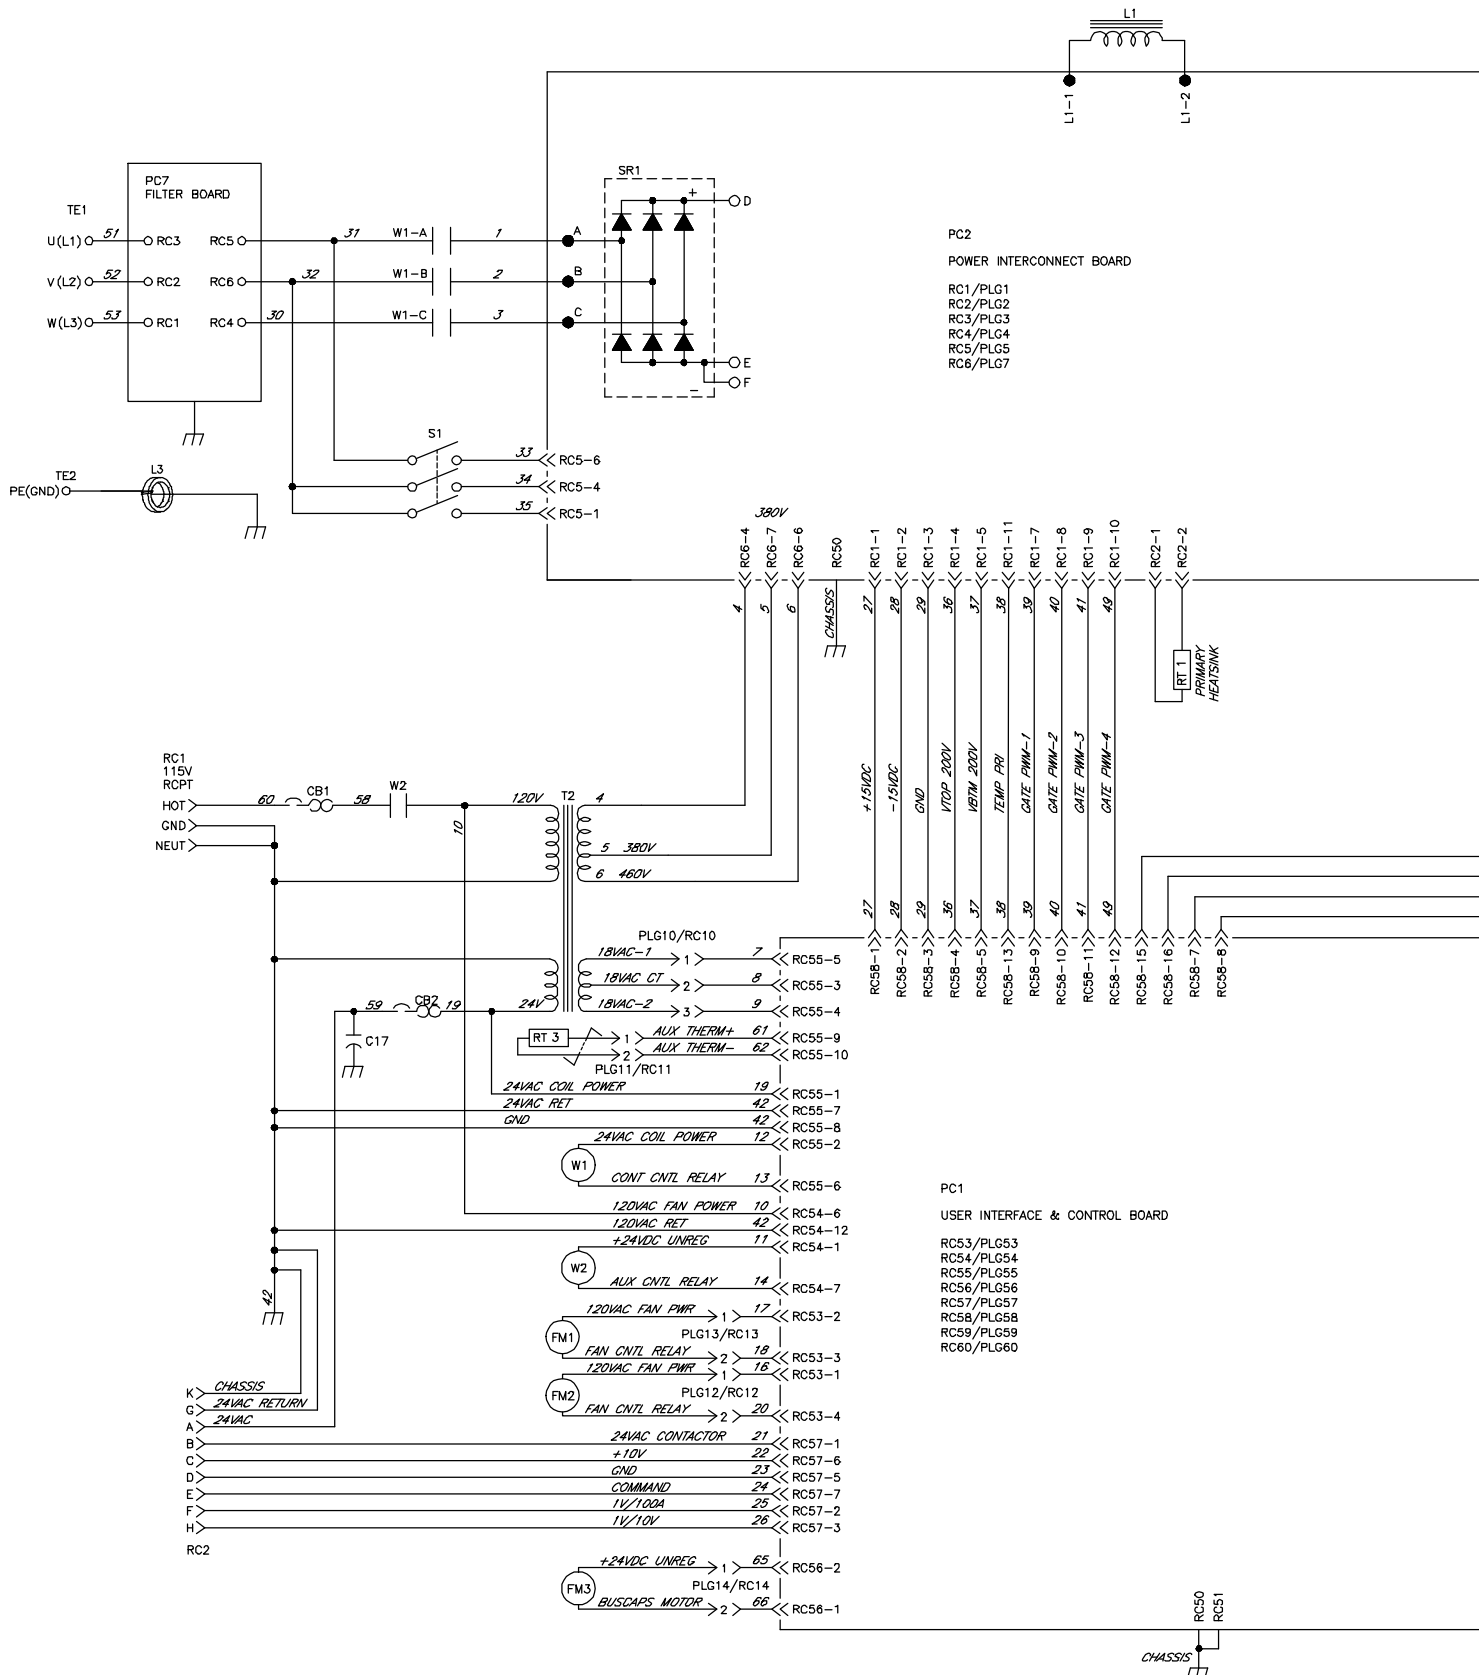 L1
L1-1
L1-2
PC7
FILTER BOARD
TE1
U(L1) 51 RC3 RC5 31 W1-A 1 A
V(L2) 52 RC2 RC6 32 W1-B 2 B
W(L3) 53 RC1 RC4 30 W1-C 3 C
SR1
+
D
E
F
-
PC2
POWER INTERCONNECT BOARD
RC1/PLG1
RC2/PLG2
RC3/PLG3
RC4/PLG4
RC5/PLG5
RC6/PLG7
S1
33 RC5-6
34 RC5-4
35 RC5-1
TE2
PE(GND)
L3
380V
RC6-4
RC6-7
RC6-6
RC50
RC1-1
RC1-2
RC1-3
RC1-4
RC1-5
RC1-11
RC1-7
RC1-8
RC1-9
RC1-10
RC2-1
RC2-2
4
5
6
CHASSIS
27
28
29
36
37
38
39
40
41
49
RT 1
PRIMARY
HEATSINK
+15VDC
-15VDC
GND
VTOP 200V
VBTM 200V
TEMP PRI
GATE PWM-1
GATE PWM-2
GATE PWM-3
GATE PWM-4
27
28
29
36
37
38
39
40
41
49
RC58-1
RC58-2
RC58-3
RC58-4
RC58-5
RC58-13
RC58-9
RC58-10
RC58-11
RC58-12
RC58-15
RC58-16
RC58-7
RC58-8
RC1
115V
RCPT
HOT 60 CB1 58 W2 120V T2 4
GND
NEUT
10
5 380V
6 460V
PLG10/RC10
18VAC-1 1 7 RC55-5
18VAC CT 2 8 RC55-3
59 CB2 19 24V 18VAC-2 3 9 RC55-4
C17
RT 3 1 AUX THERM+ 61 RC55-9
2 AUX THERM- 62 RC55-10
PLG11/RC11
24VAC COIL POWER 19 RC55-1
24VAC RET 42 RC55-7
GND 42 RC55-8
24VAC COIL POWER 12 RC55-2
W1
CONT CNTL RELAY 13 RC55-6
120VAC FAN POWER 10 RC54-6
120VAC RET 42 RC54-12
+24VDC UNREG 11 RC54-1
W2
AUX CNTL RELAY 14 RC54-7
42
120VAC FAN PWR 1 17 RC53-2
FM1 PLG13/RC13
FAN CNTL RELAY 2 18 RC53-3
120VAC FAN PWR 1 16 RC53-1
FM2 PLG12/RC12
FAN CNTL RELAY 2 20 RC53-4
K CHASSIS
G 24VAC RETURN
A 24VAC
B 24VAC CONTACTOR 21 RC57-1
C +10V 22 RC57-6
D GND 23 RC57-5
E COMMAND 24 RC57-7
F 1V/100A 25 RC57-2
H 1V/10V 26 RC57-3
RC2
+24VDC UNREG 1 65 RC56-2
FM3 PLG14/RC14
BUSCAPS MOTOR 2 66 RC56-1
PC1
USER INTERFACE & CONTROL BOARD
RC53/PLG53
RC54/PLG54
RC55/PLG55
RC56/PLG56
RC57/PLG57
RC58/PLG58
RC59/PLG59
RC60/PLG60
RC50
RC51
CHASSIS